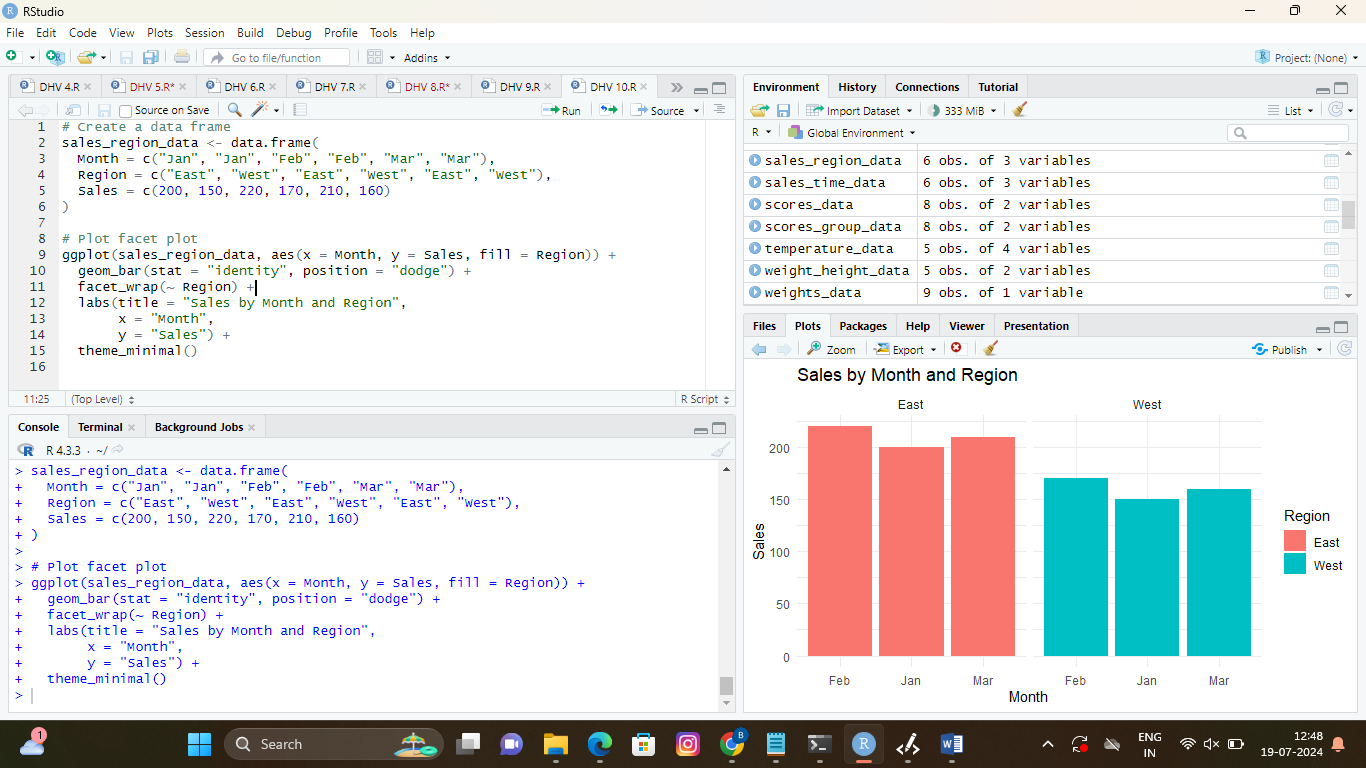 RStudio
File Edit Code View Plots Session Build Debug Profile Tools Help
Go to file/function Addins Project: (None)
DHV 4.R DHV 5.R* DHV 6.R DHV 7.R DHV 8.R* DHV 9.R DHV 10.R
Source on Save Run Source
1 # Create a data frame
2 sales_region_data <- data.frame(
3 Month = c("Jan", "Jan", "Feb", "Feb", "Mar", "Mar"),
4 Region = c("East", "West", "East", "West", "East", "West"),
5 Sales = c(200, 150, 220, 170, 210, 160)
6 )
7
8 # Plot facet plot
9 ggplot(sales_region_data, aes(x = Month, y = Sales, fill = Region)) +
10 geom_bar(stat = "identity", position = "dodge") +
11 facet_wrap(~ Region) +
12 labs(title = "Sales by Month and Region",
13 x = "Month",
14 y = "Sales") +
15 theme_minimal()
16
11:25 (Top Level) R Script
Console Terminal Background Jobs
R 4.3.3 · ~/
> sales_region_data <- data.frame(
+ Month = c("Jan", "Jan", "Feb", "Feb", "Mar", "Mar"),
+ Region = c("East", "West", "East", "West", "East", "West"),
+ Sales = c(200, 150, 220, 170, 210, 160)
+ )
>
> # Plot facet plot
> ggplot(sales_region_data, aes(x = Month, y = Sales, fill = Region)) +
+ geom_bar(stat = "identity", position = "dodge") +
+ facet_wrap(~ Region) +
+ labs(title = "Sales by Month and Region",
+ x = "Month",
+ y = "Sales") +
+ theme_minimal()
>
Environment History Connections Tutorial
Import Dataset 333 MiB List
R Global Environment
sales_region_data 6 obs. of 3 variables
sales_time_data 6 obs. of 3 variables
scores_data 8 obs. of 2 variables
scores_group_data 8 obs. of 2 variables
temperature_data 5 obs. of 4 variables
weight_height_data 5 obs. of 2 variables
weights_data 9 obs. of 1 variable
Files Plots Packages Help Viewer Presentation
Zoom Export Publish
Sales by Month and Region
East West
200
150
100
50
0
Sales
Feb Jan Mar Feb Jan Mar
Month
Region
East
West
1 Search B ENG
IN
12:48
19-07-2024